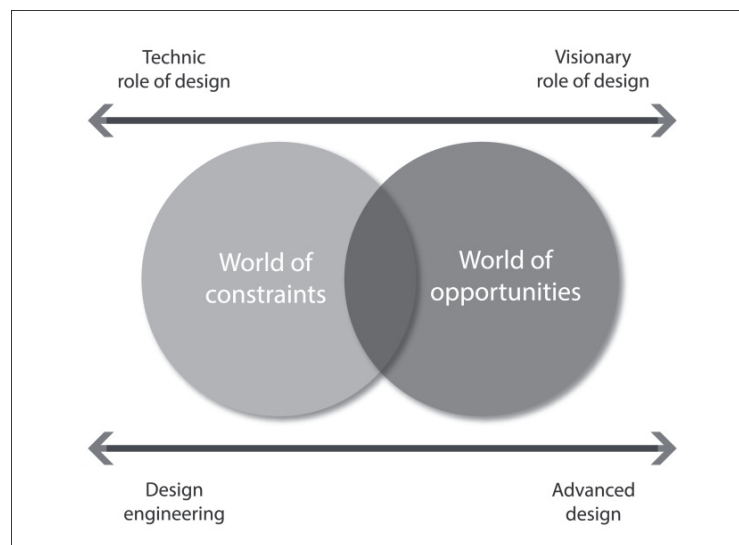 Technic
role of design
Visionary
role of design
World of
constraints
World of
opportunities
Design
engineering
Advanced
design